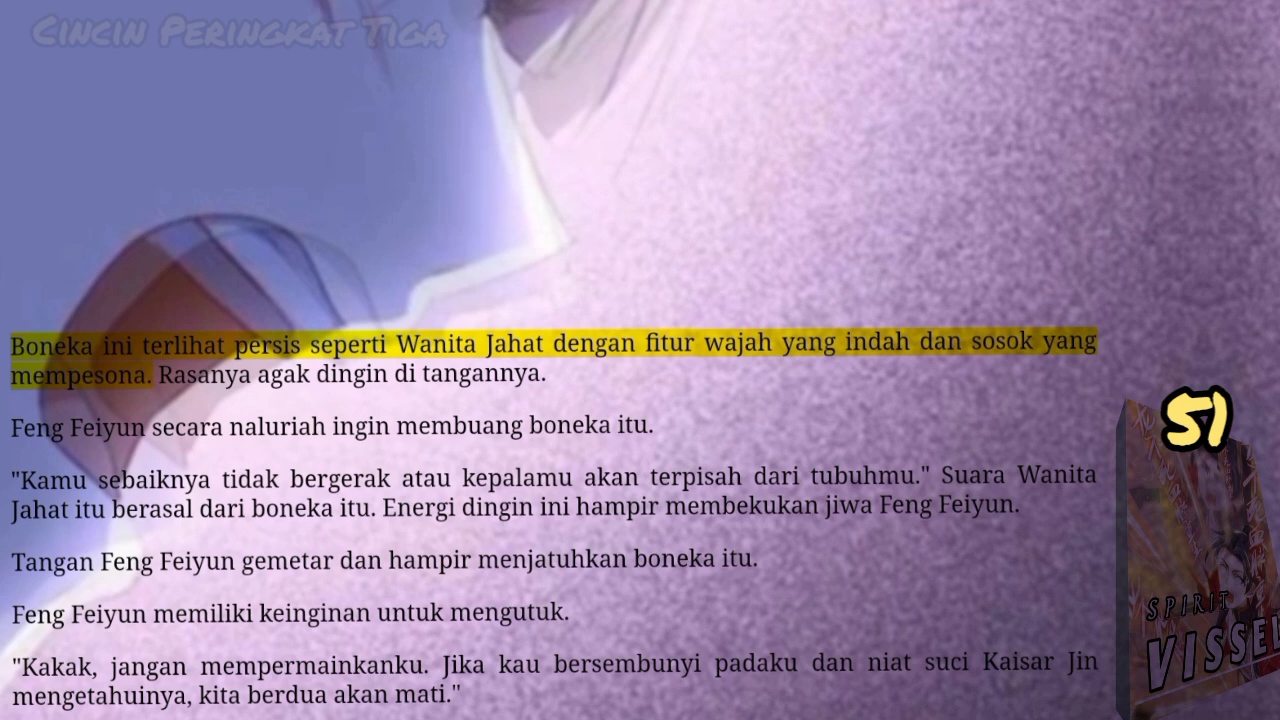 Cincin Peringkat Tiga
Boneka ini terlihat persis seperti Wanita Jahat dengan fitur wajah yang indah dan sosok yang
mempesona. Rasanya agak dingin di tangannya.
Feng Feiyun secara naluriah ingin membuang boneka itu.
"Kamu sebaiknya tidak bergerak atau kepalamu akan terpisah dari tubuhmu." Suara Wanita
Jahat itu berasal dari boneka itu. Energi dingin ini hampir membekukan jiwa Feng Feiyun.
Tangan Feng Feiyun gemetar dan hampir menjatuhkan boneka itu.
Feng Feiyun memiliki keinginan untuk mengutuk.
"Kakak, jangan mempermainkanku. Jika kau bersembunyi padaku dan niat suci Kaisar Jin
mengetahuinya, kita berdua akan mati."
51
SPIRIT
VISSEL